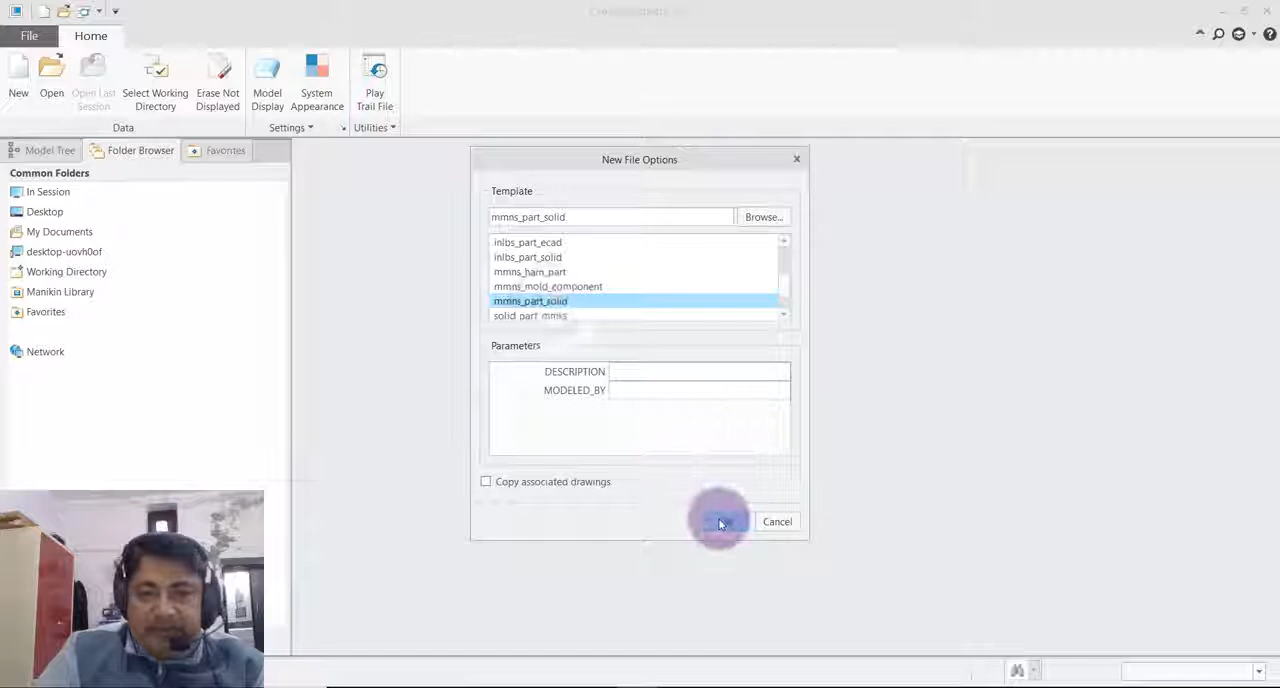 File
Home
New
Open
Open Last
Session
Select Working
Directory
Erase Not
Displayed
Model
Display
System
Appearance
Play
Trail File
Data
Settings
Utilities
Model Tree
Folder Browser
Favorites
Common Folders
In Session
Desktop
My Documents
desktop-uovh0of
Working Directory
Manikin Library
Favorites
Network
New File Options
Template
mmns_part_solid
Browse...
inlbs_part_ecad
inlbs_part_solid
mmns_harn_part
mmns_mold_component
mmns_part_solid
solid_part_mmks
Parameters
DESCRIPTION
MODELED_BY
Copy associated drawings
Cancel